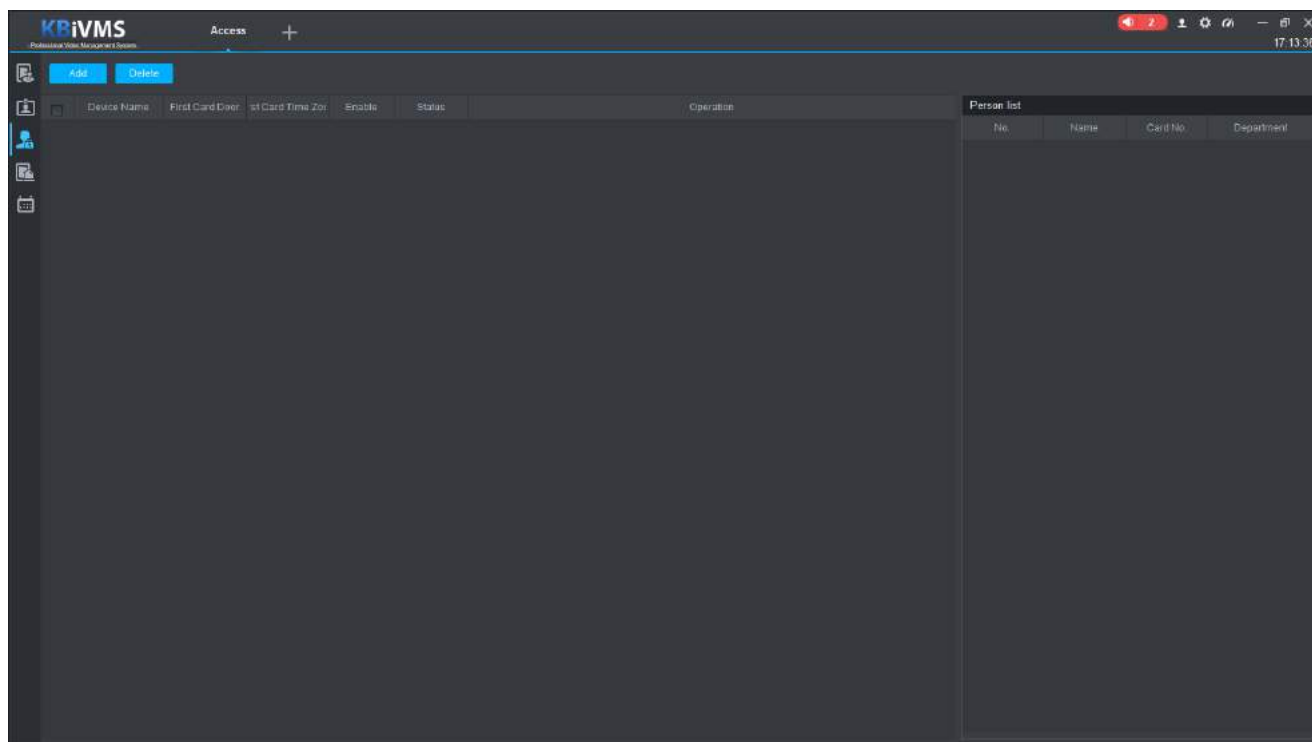 KBiVMS
Professional Video Management System
Access
2
17:13:36
Add
Delete
Device Name
First Card Door
st Card Time Zo
Enable
Status
Operation
Person list
No.
Name
Card No.
Department